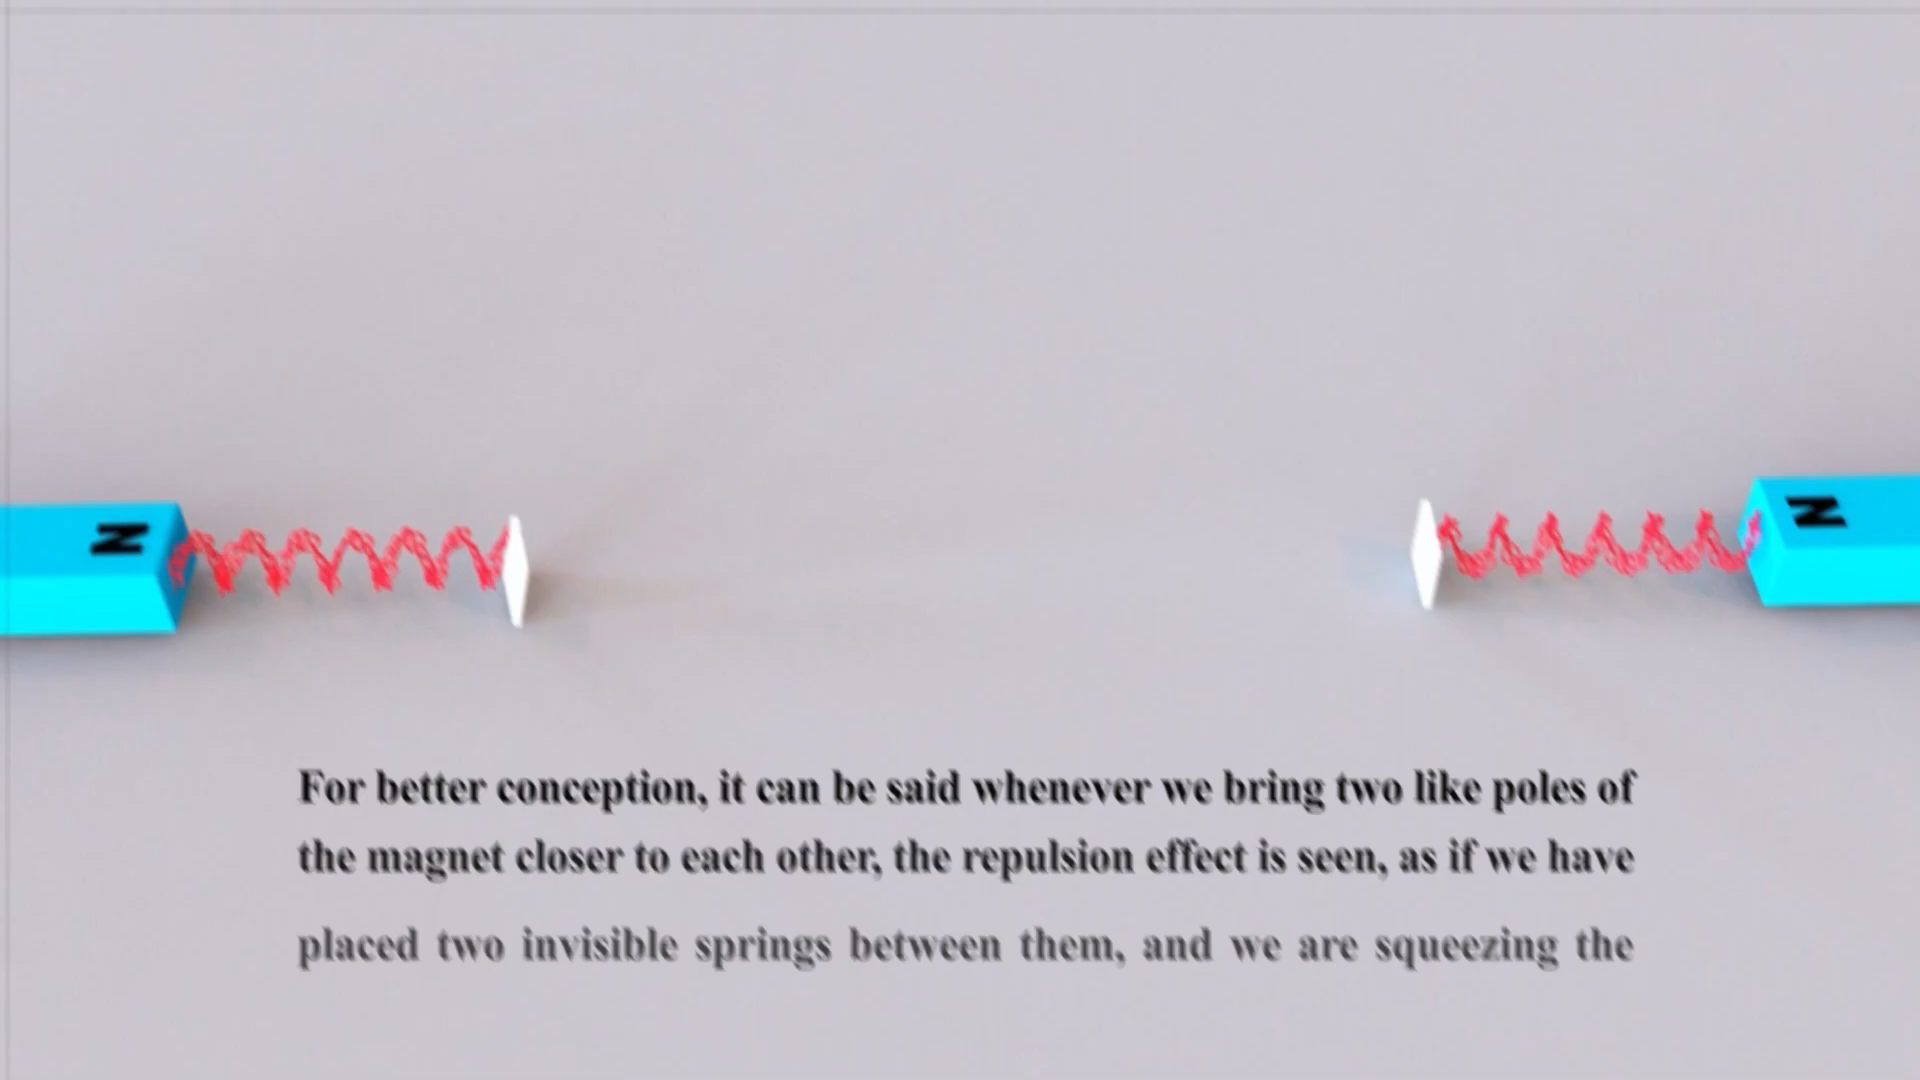 N
N
For better conception, it can be said whenever we bring two like poles of
the magnet closer to each other, the repulsion effect is seen, as if we have
placed two invisible springs between them, and we are squeezing the